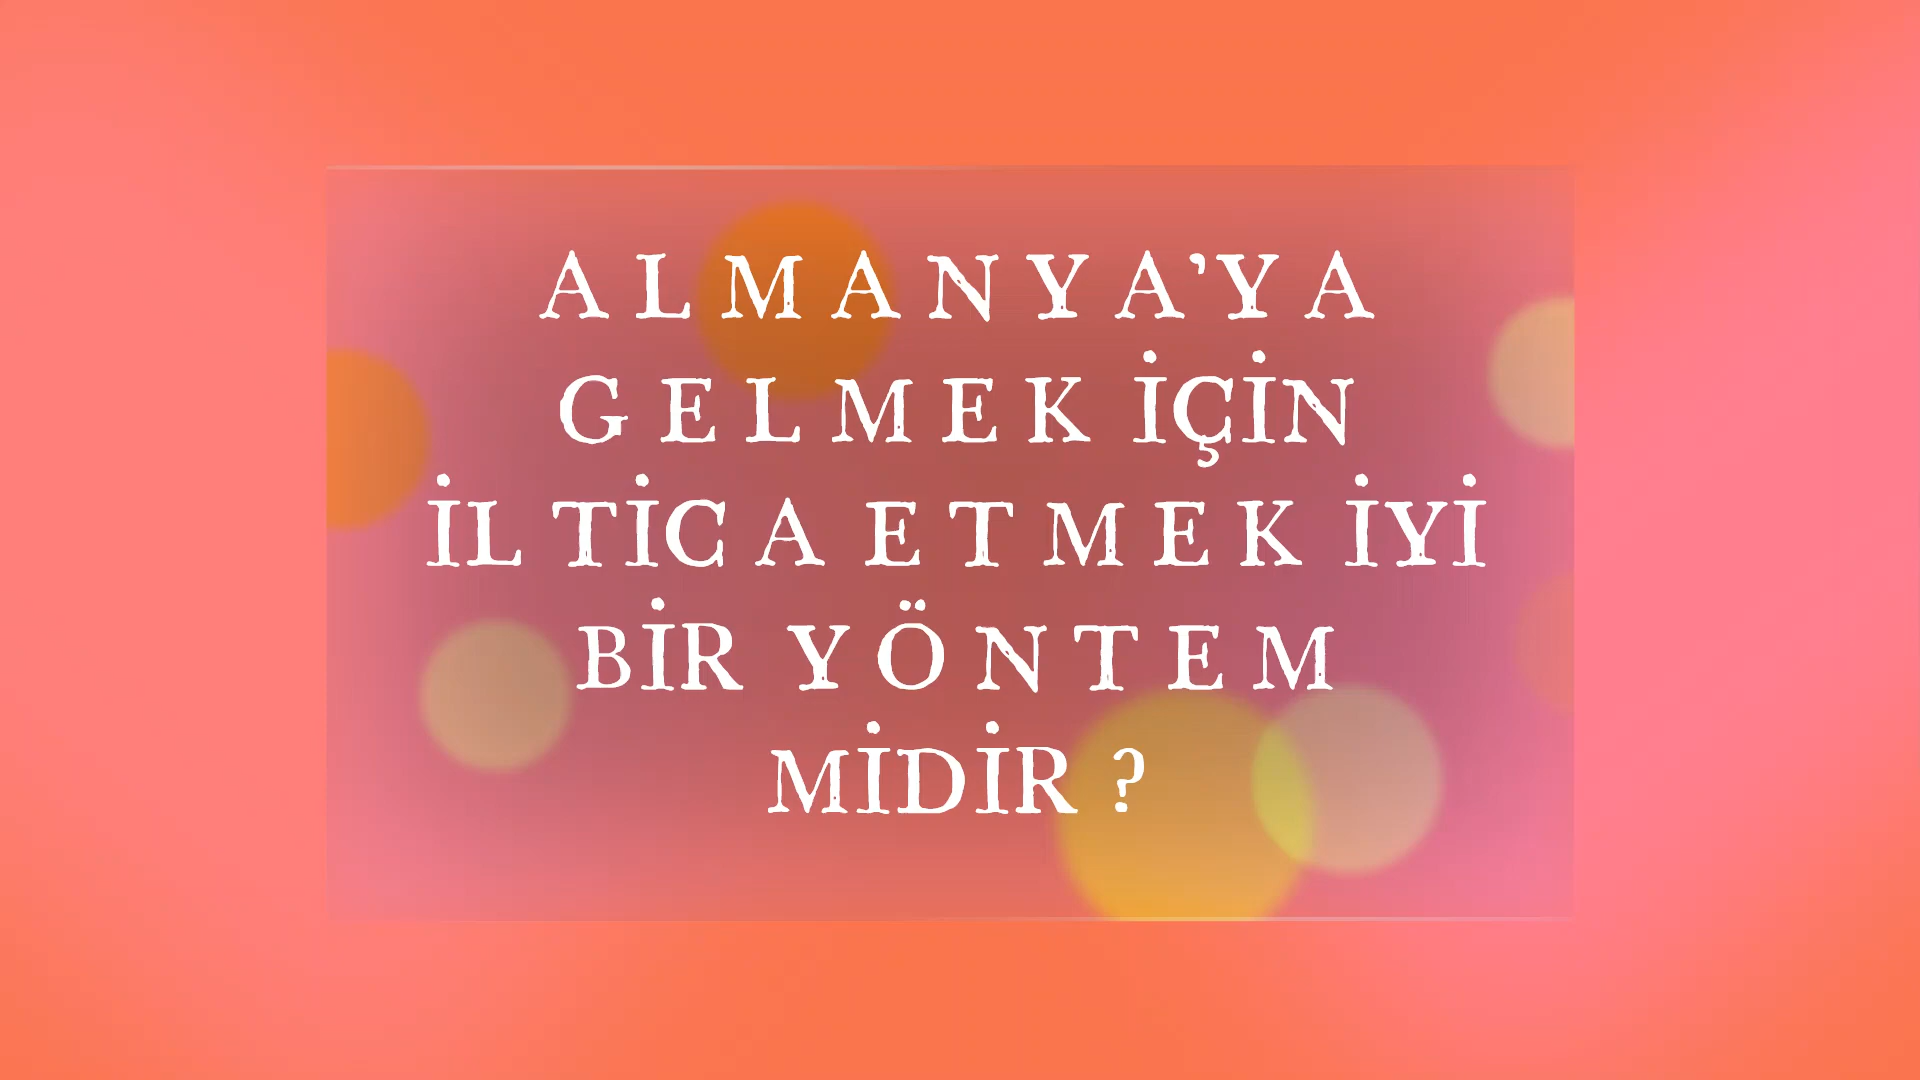 ALMANYA'YA
GELMEK İÇİN
İLTİCA ETMEK İYİ
BİR YÖNTEM
MİDİR ?